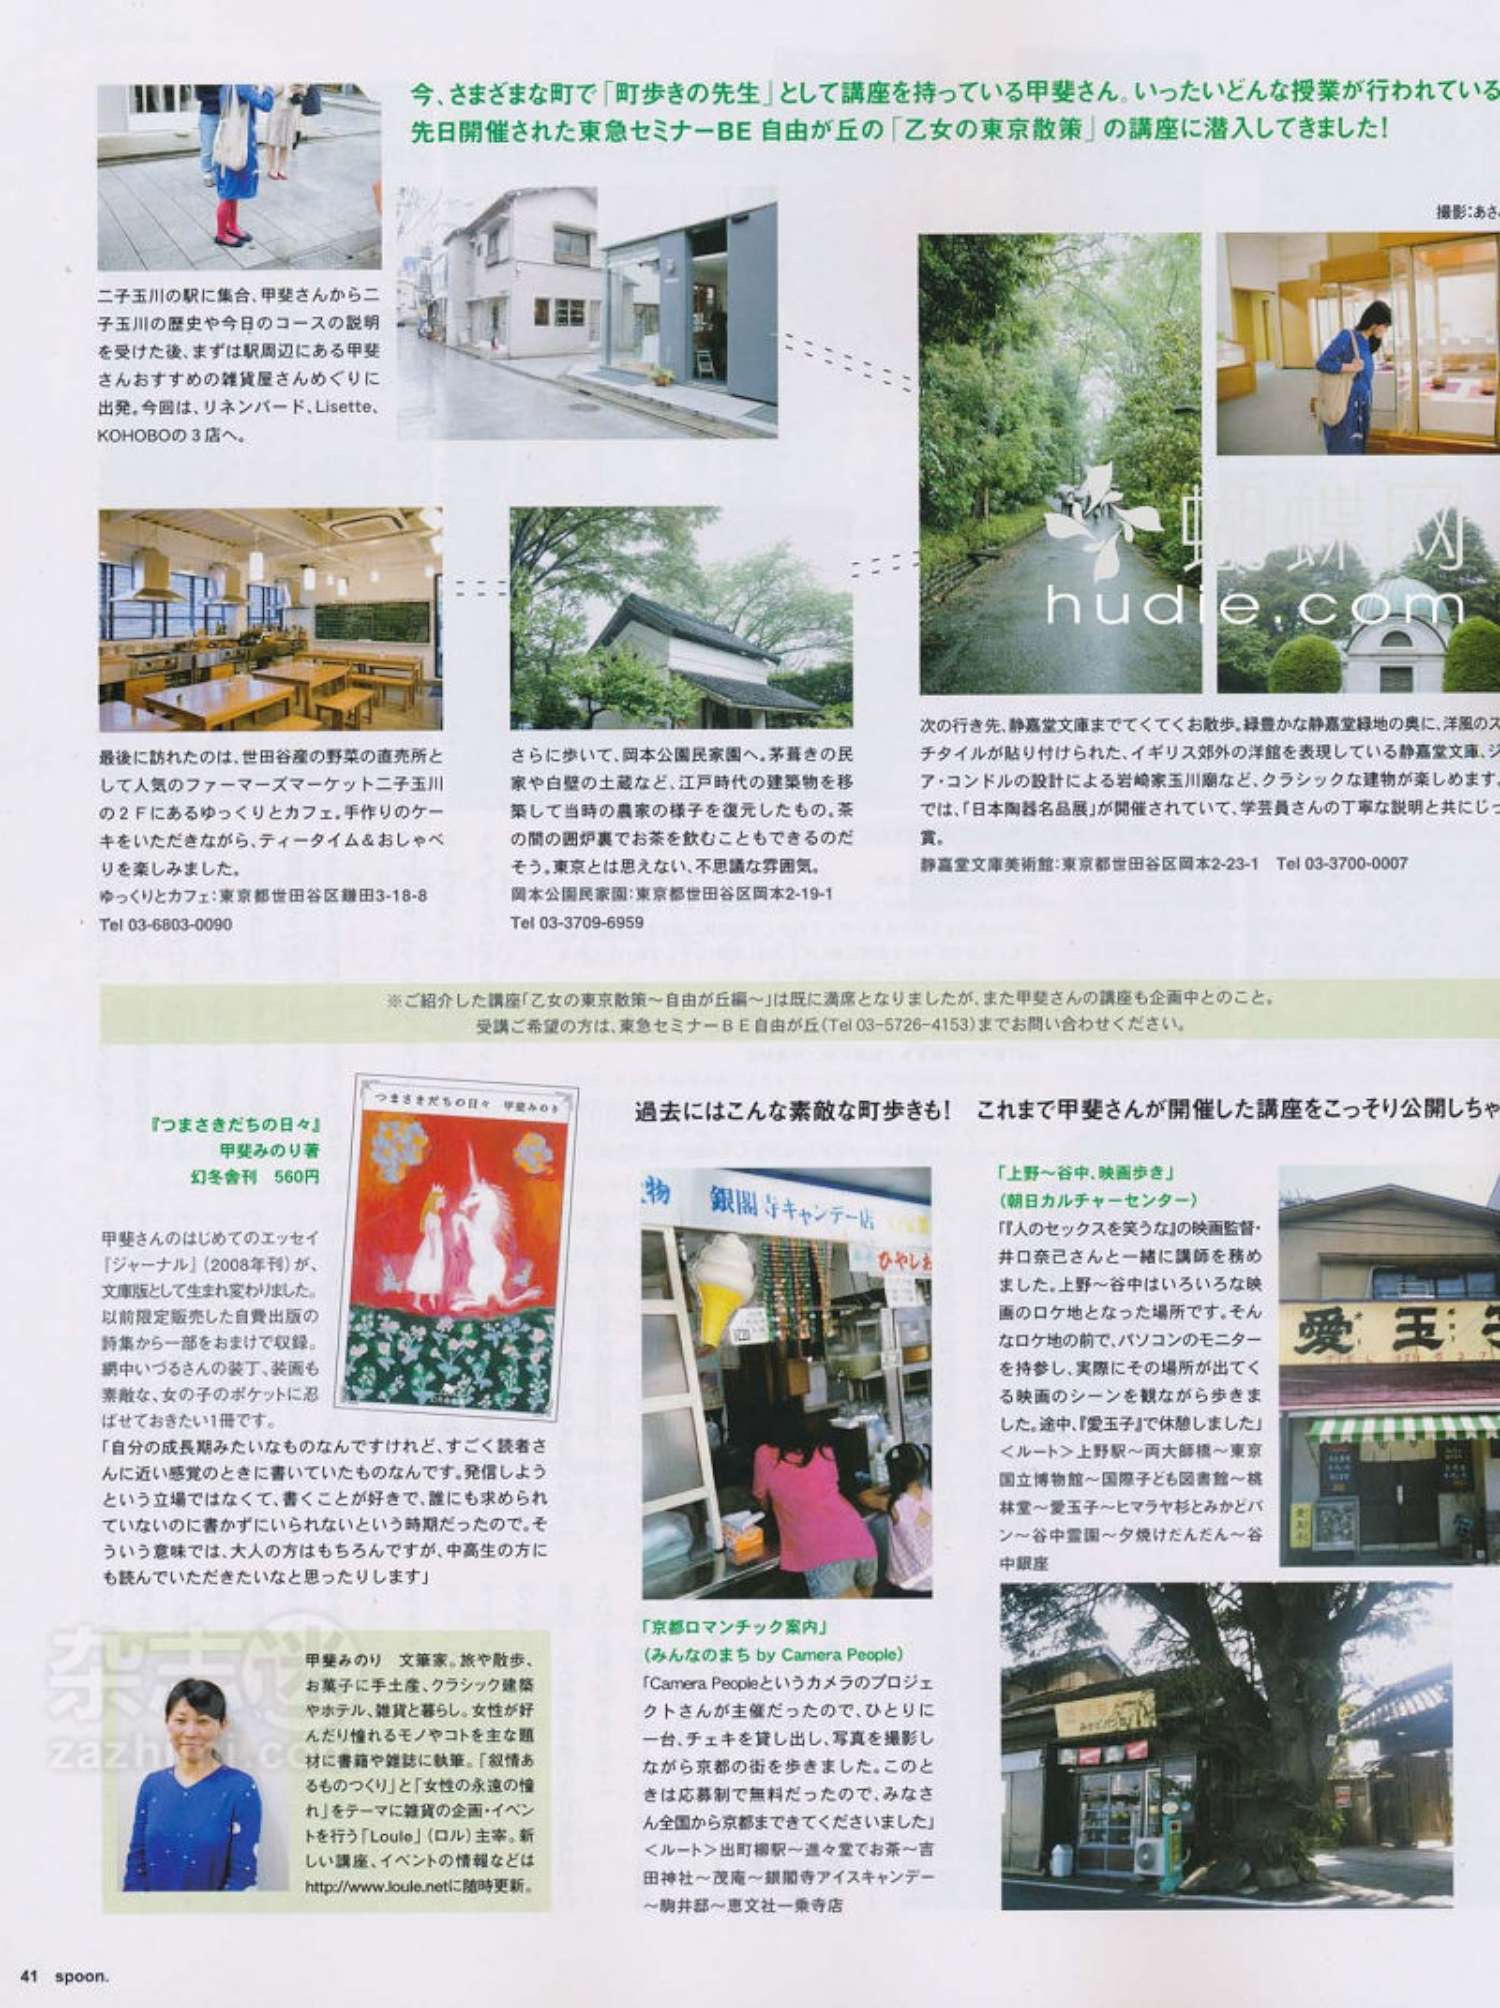 今、さまざまな町で「町歩きの先生」として講座を持っている甲斐さん。いったいどんな授業が行われている
先日開催された東急セミナーBE 自由が丘の「乙女の東京散策」の講座に潜入してきました!
撮影:あさ
二子玉川の駅に集合、甲斐さんから二
子玉川の歴史や今日のコースの説明
を受けた後、まずは駅周辺にある甲斐
さんおすすめの雑貨屋さんめぐりに
出発。今回は、リネンバード、Lisette、
KOHOBOの3店へ。
蝴蝶网
hudie.com
次の行き先、静嘉堂文庫までてくてくお散歩。緑豊かな静嘉堂緑地の奥に、洋風のス
チタイルが貼り付けられた、イギリス郊外の洋館を表現している静嘉堂文庫、ジ
ア・コンドルの設計による岩崎家玉川廟など、クラシックな建物が楽しめます。
では、「日本陶器名品展」が開催されていて、学芸員さんの丁寧な説明と共にじっ
賞。
静嘉堂文庫美術館:東京都世田谷区岡本2-23-1　Tel 03-3700-0007
さらに歩いて、岡本公園民家園へ。茅葺きの民
家や白壁の土蔵など、江戸時代の建築物を移
築して当時の農家の様子を復元したもの。茶
の間の囲炉裏でお茶を飲むこともできるのだ
そう。東京とは思えない、不思議な雰囲気。
岡本公園民家園:東京都世田谷区岡本2-19-1
Tel 03-3709-6959
最後に訪れたのは、世田谷産の野菜の直売所と
して人気のファーマーズマーケット二子玉川
の2Fにあるゆっくりとカフェ。手作りのケー
キをいただきながら、ティータイム&おしゃべ
りを楽しみました。
ゆっくりとカフェ:東京都世田谷区鎌田3-18-8
Tel 03-6803-0090
※ご紹介した講座「乙女の東京散策〜自由が丘編〜」は既に満席となりましたが、また甲斐さんの講座も企画中とのこと。
受講ご希望の方は、東急セミナーBE自由が丘(Tel 03-5726-4153)までお問い合わせください。
『つまさきだちの日々』
甲斐みのり著
幻冬舎刊　560円
つまさきだちの日々　甲斐みのり
甲斐さんのはじめてのエッセイ
『ジャーナル』(2008年刊)が、
文庫版として生まれ変わりました。
以前限定販売した自費出版の
詩集から一部をおまけで収録。
網中いづるさんの装丁、装画も
素敵な、女の子のポケットに忍
ばせておきたい1冊です。
「自分の成長期みたいなものなんですけれど、すごく読者さ
んに近い感覚のときに書いていたものなんです。発信しよう
という立場ではなくて、書くことが好きで、誰にも求められ
ていないのに書かずにいられないという時期だったので。そ
ういう意味では、大人の方はもちろんですが、中高生の方に
も読んでいただきたいなと思ったりします」
甲斐みのり　文筆家。旅や散歩、
お菓子に手土産、クラシック建築
やホテル、雑貨と暮らし。女性が好
んだり憧れるモノやコトを主な題
材に書籍や雑誌に執筆。「叙情あ
るものつくり」と「女性の永遠の憧
れ」をテーマに雑貨の企画・イベン
トを行う「Loule」(ロル)主宰。新
しい講座、イベントの情報などは
http://www.loule.netに随時更新。
過去にはこんな素敵な町歩きも!　これまで甲斐さんが開催した講座をこっそり公開しちゃ
物　銀閣寺キャンデー店
ひやしお
「京都ロマンチック案内」
(みんなのまち by Camera People)
「Camera Peopleというカメラのプロジェ
クトさんが主催だったので、ひとりに
一台、チェキを貸し出し、写真を撮影し
ながら京都の街を歩きました。このと
きは応募制で無料だったので、みなさ
ん全国から京都まできてくださいました」
<ルート>出町柳駅〜進々堂でお茶〜吉
田神社〜茂庵〜銀閣寺アイスキャンデー
〜駒井邸〜恵文社一乗寺店
「上野〜谷中、映画歩き」
(朝日カルチャーセンター)
「『人のセックスを笑うな』の映画監督・
井口奈己さんと一緒に講師を務め
ました。上野〜谷中はいろいろな映
画のロケ地となった場所です。そん
なロケ地の前で、パソコンのモニター
を持参し、実際にその場所が出てく
る映画のシーンを観ながら歩きま
した。途中、『愛玉子』で休憩しました」
<ルート>上野駅〜両大師橋〜東京
国立博物館〜国際子ども図書館〜桃
林堂〜愛玉子〜ヒマラヤ杉とみかどパ
ン〜谷中霊園〜夕焼けだんだん〜谷
中銀座
愛玉子
41　spoon.